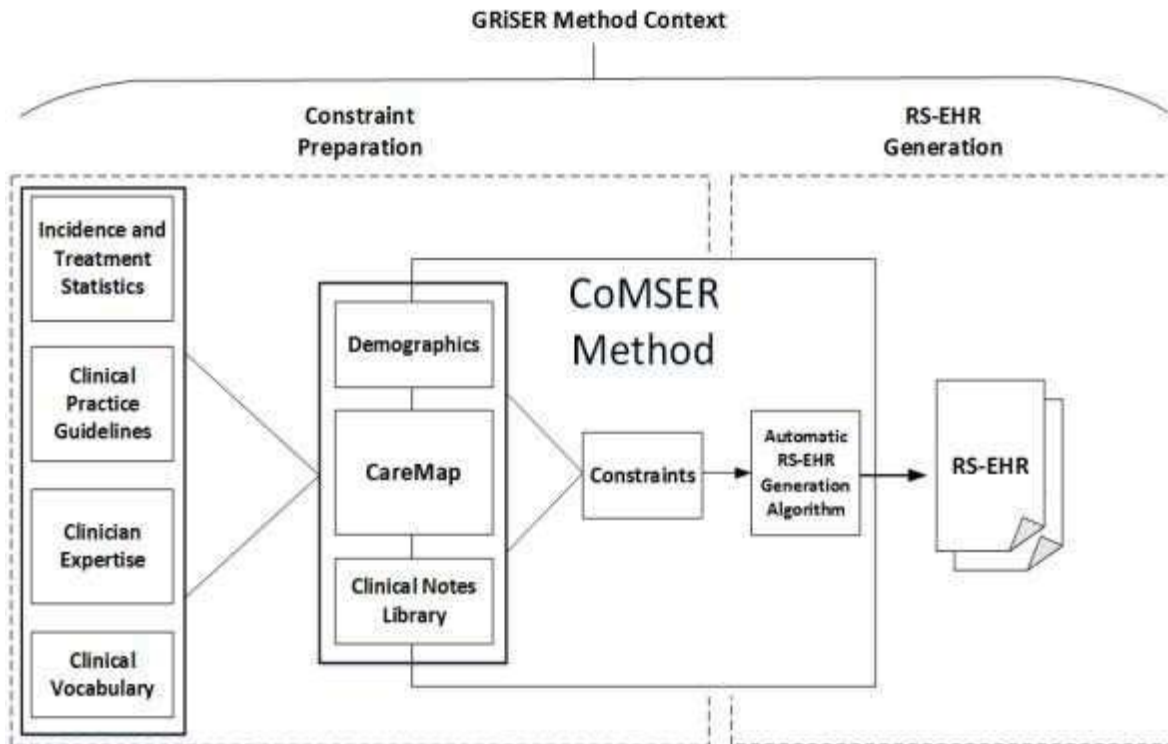 GRiSER Method Context
Constraint
Preparation
RS-EHR
Generation
Incidence and
Treatment
Statistics
Clinical
Practice
Guidelines
Clinician
Expertise
Clinical
Vocabulary
Demographics
CareMap
Clinical Notes
Library
CoMSER
Method
Constraints
Automatic
RS-EHR
Generation
Algorithm
RS-EHR